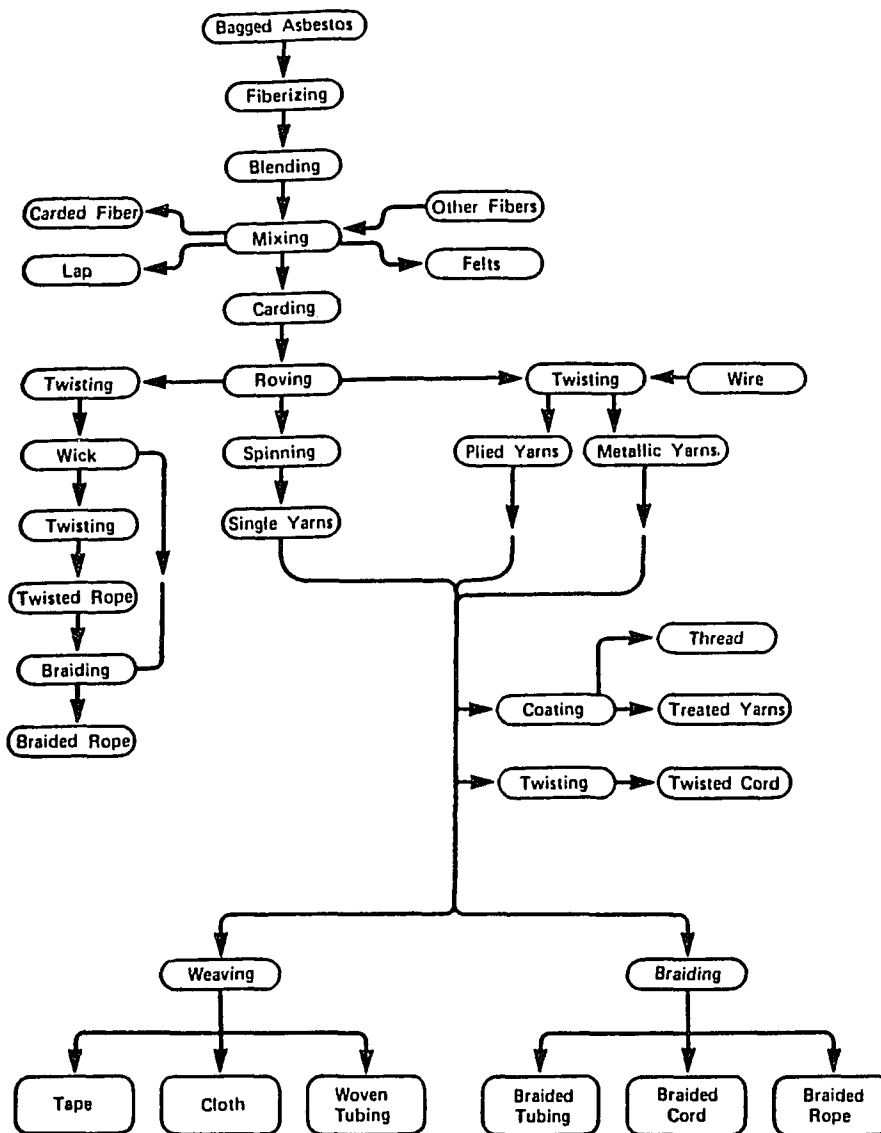 Bagged Asbestos
Fiberizing
Blending
Carded Fiber
Other Fibers
Mixing
Lap
Felts
Carding
Twisting
Roving
Twisting
Wire
Wick
Spinning
Plied Yarns
Metallic Yarns.
Twisting
Single Yarns
Twisted Rope
Thread
Braiding
Coating
Treated Yarns
Braided Rope
Twisting
Twisted Cord
Weaving
Braiding
Tape
Cloth
Woven
Tubing
Braided
Tubing
Braided
Cord
Braided
Rope